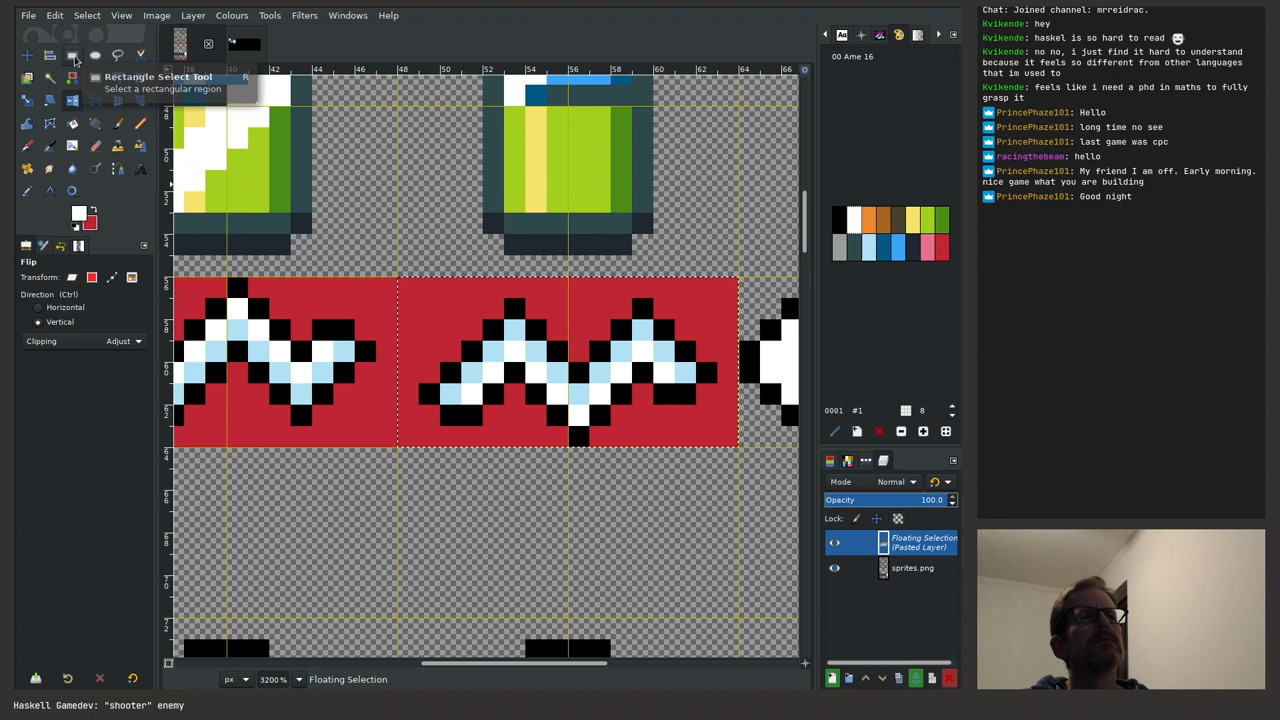 File Edit Select View Image Layer Colours Tools Filters Windows Help
Rectangle Select Tool R
Select a rectangular region
Flip
Transform:
Direction (Ctrl)
Horizontal
Vertical
Clipping Adjust
40 42 44 46 48 50 52 54 56 58 60 62 64 66
px 3200% Floating Selection
Aa
00 Ame 16
0001 #1 8
Mode Normal
Opacity 100.0
Lock:
Floating Selection
(Pasted Layer)
sprites.png
Chat: Joined channel: mrreidrac.
Kvikende: hey
Kvikende: haskel is so hard to read
Kvikende: no no, i just find it hard to understand
because it feels so different from other languages
that im used to
Kvikende: feels like i need a phd in maths to fully
grasp it
PrincePhaze101: Hello
PrincePhaze101: long time no see
PrincePhaze101: last game was cpc
racingthebeam: hello
PrincePhaze101: My friend I am off. Early morning.
nice game what you are building
PrincePhaze101: Good night
Haskell Gamedev: "shooter" enemy